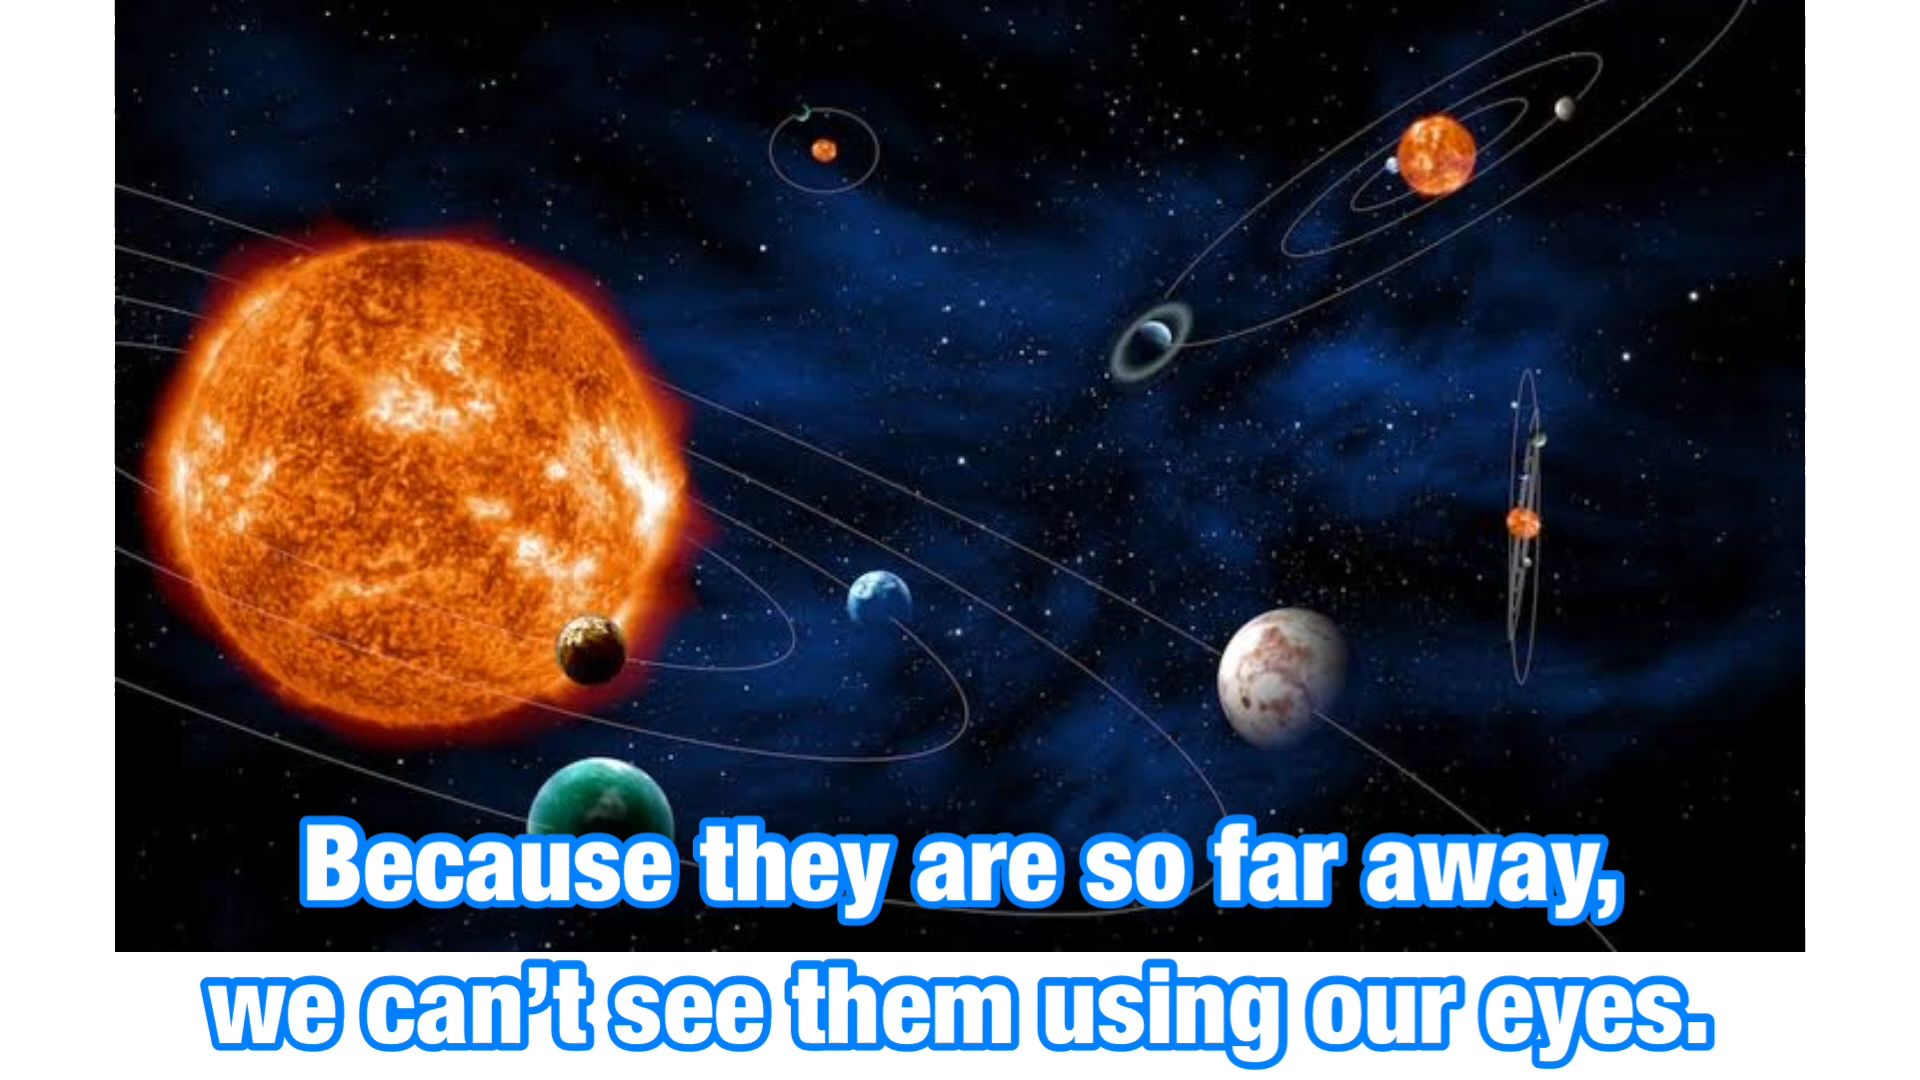 Because they are so far away,
we can’t see them using our eyes.